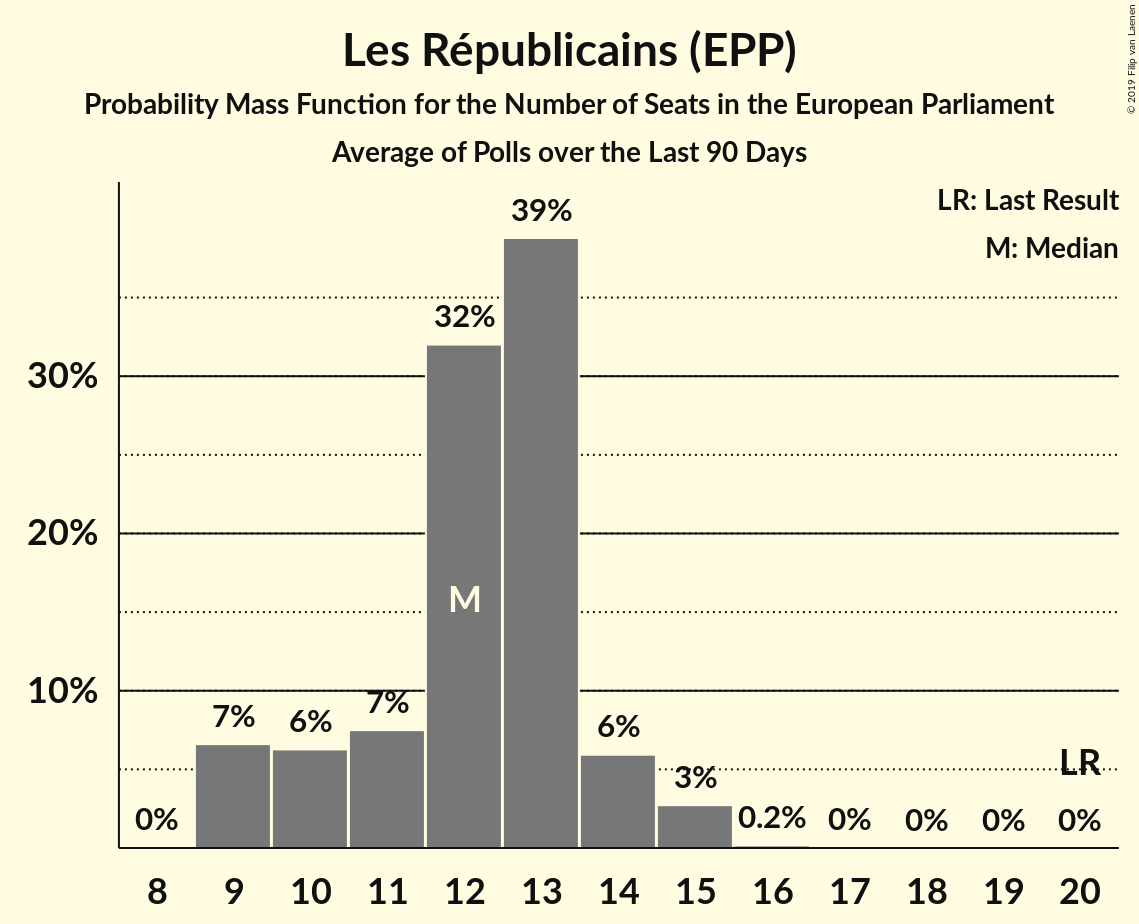 Les Républicains (EPP)
Probability Mass Function for the Number of Seats in the European Parliament
Average of Polls over the Last 90 Days
© 2019 Filip van Laenen
LR: Last Result
M: Median
39%
32%
30%
20%
M
10%
7%
7%
6%
6%
LR
3%
0%
0.2%
0%
0%
0%
0%
8 9 10 11 12 13 14 15 16 17 18 19 20